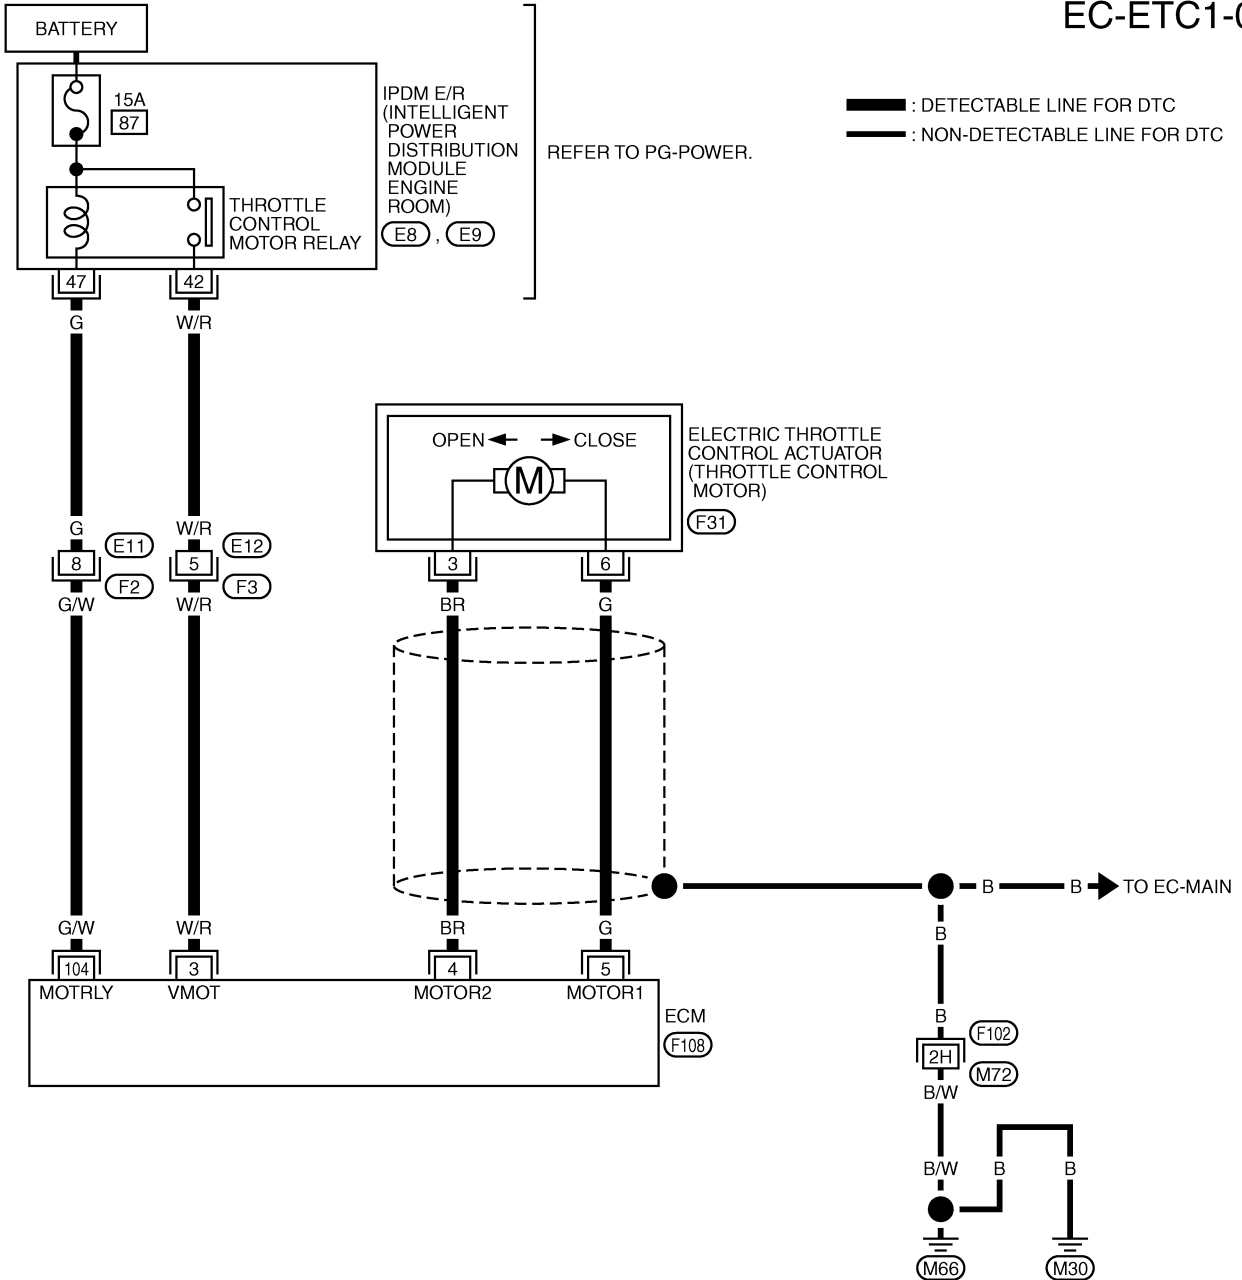 EC-ETC1-0
BATTERY
15A
87
IPDM E/R
(INTELLIGENT
POWER
DISTRIBUTION
MODULE
ENGINE
ROOM)
E8 , E9
REFER TO PG-POWER.
: DETECTABLE LINE FOR DTC
: NON-DETECTABLE LINE FOR DTC
THROTTLE
CONTROL
MOTOR RELAY
47 42
G W/R
OPEN CLOSE
M
ELECTRIC THROTTLE
CONTROL ACTUATOR
(THROTTLE CONTROL
MOTOR)
F31
G W/R
E11 E12
8 5
F2 F3
G/W W/R
3 6
BR G
B B TO EC-MAIN
G/W W/R BR G
B
104 3 4 5
MOTRLY VMOT MOTOR2 MOTOR1
ECM
F108
B
F102
2H
M72
B/W
B/W B B
M66 M30